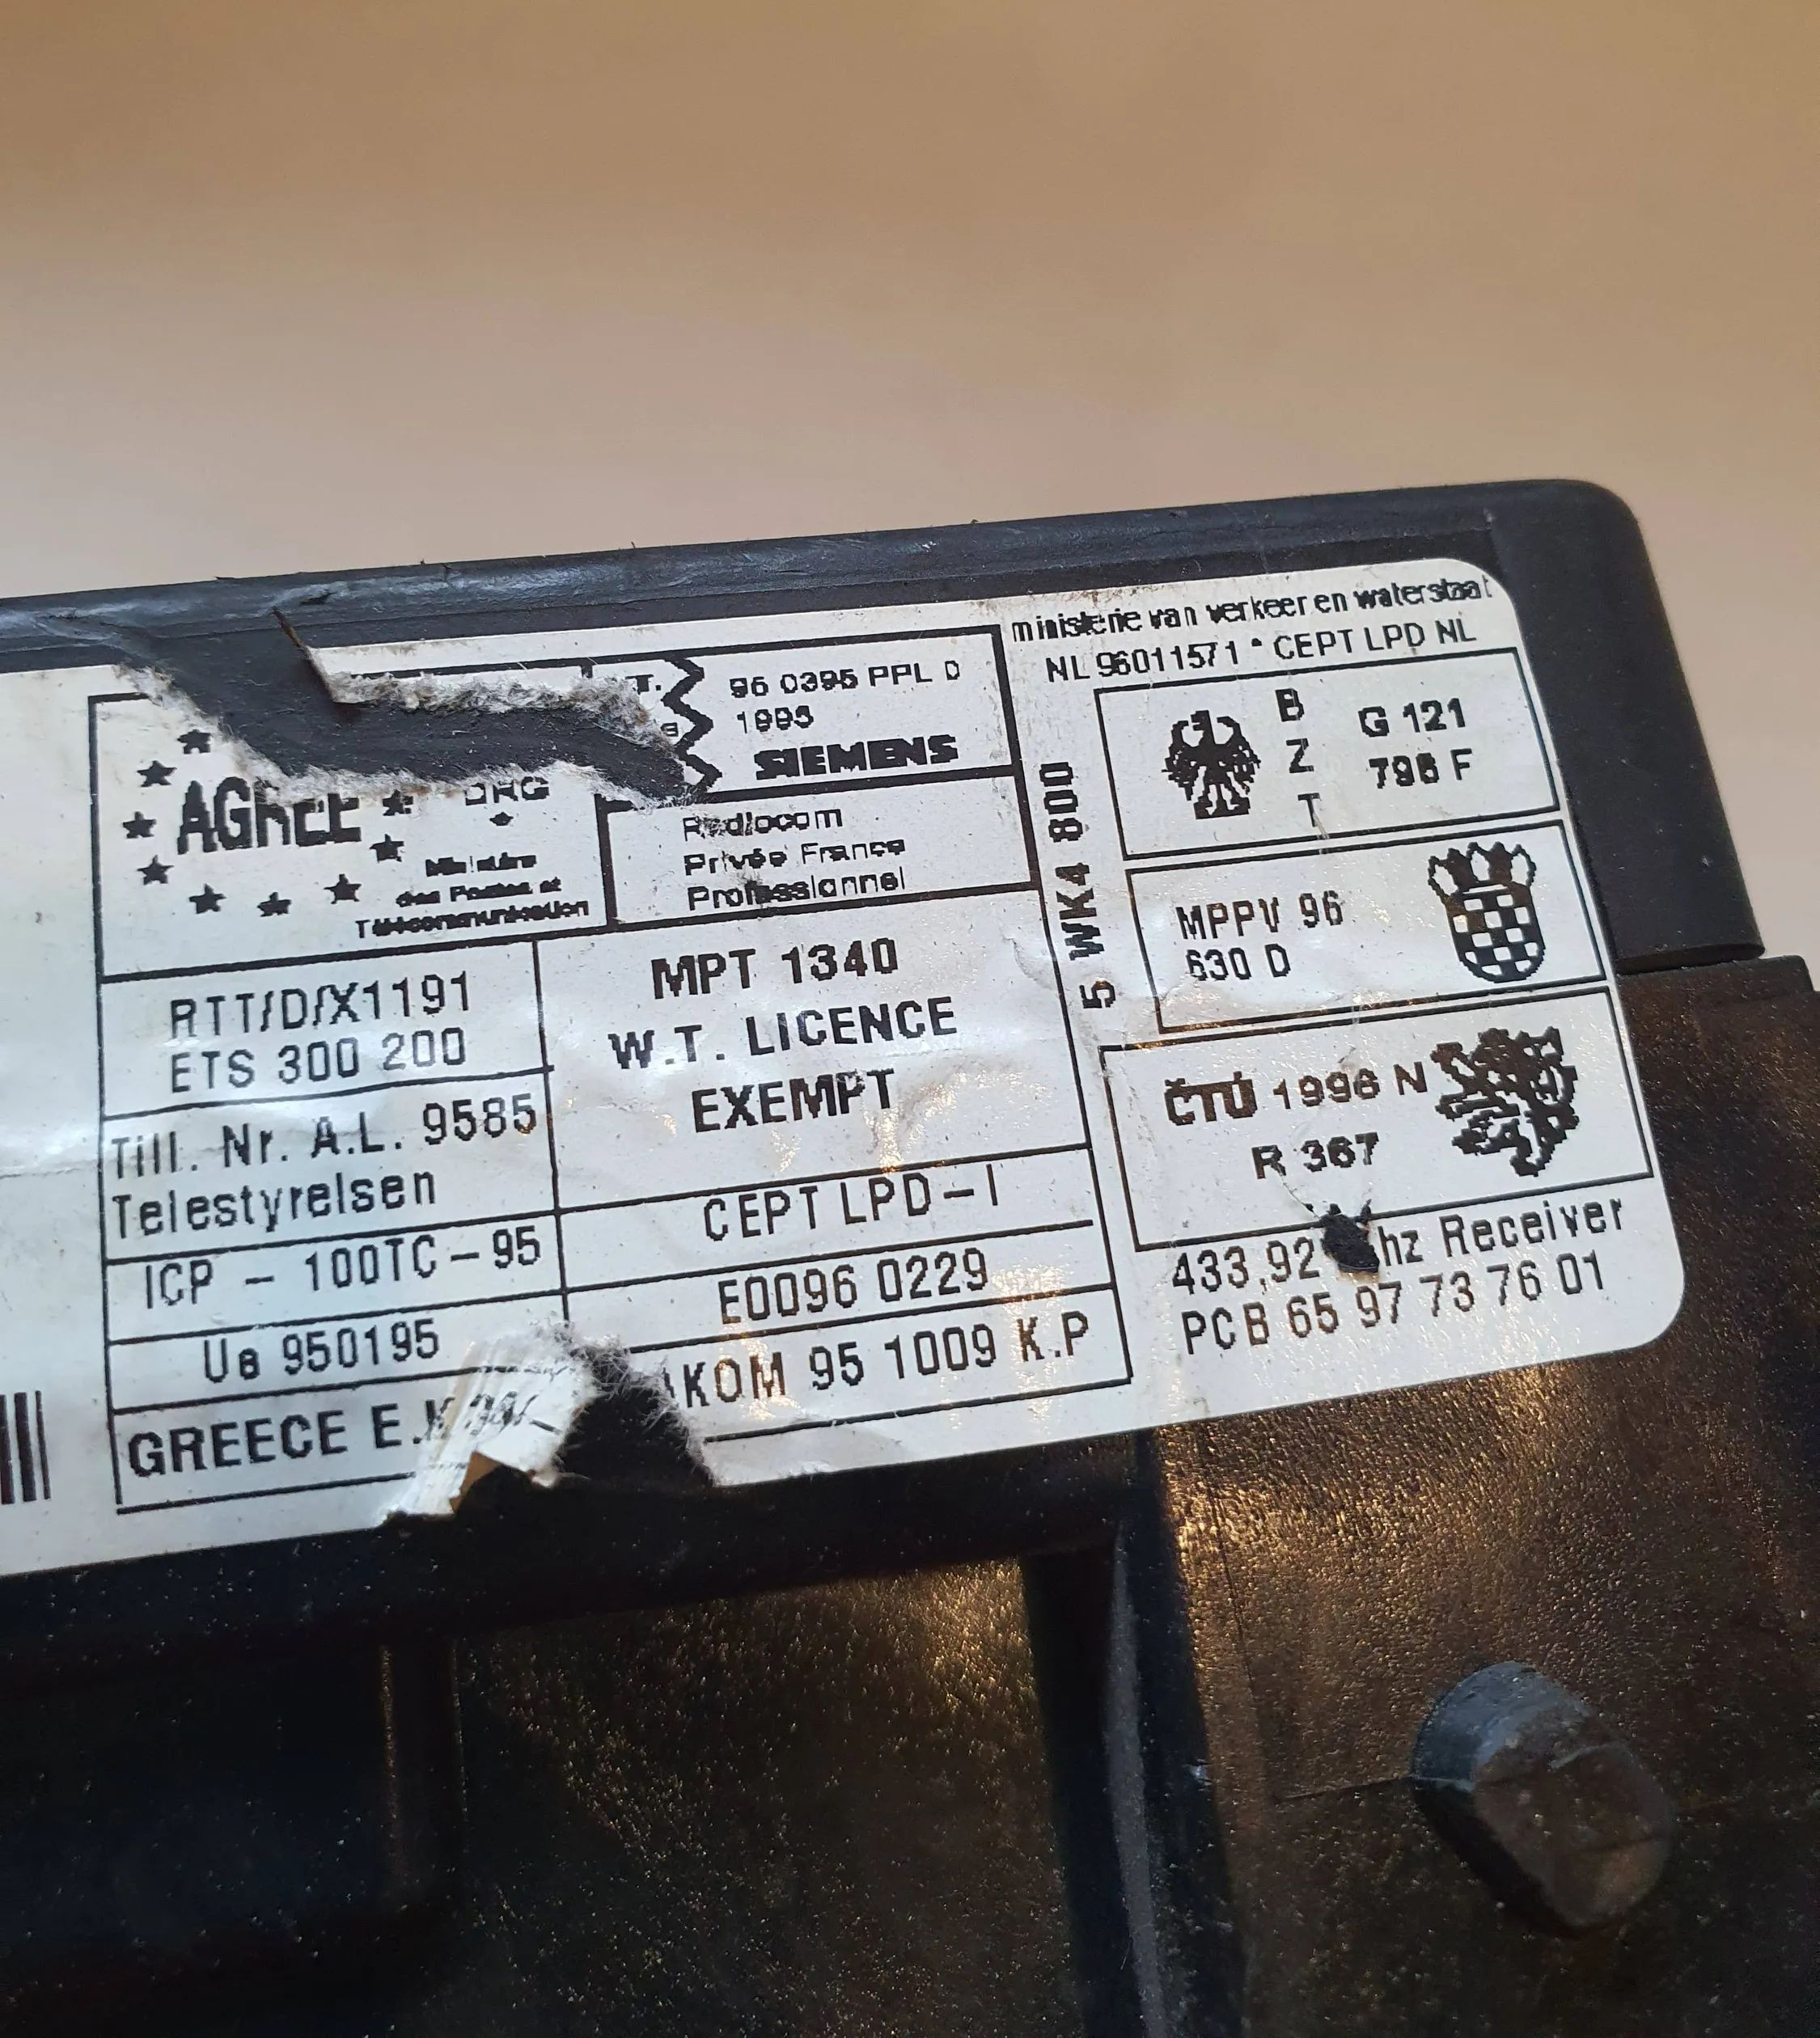 96 0395 PPL D
1995
SIEMENS
AGREE
Ministère
des Postes et
Télécommunication
Radiocom
Privée France
Professionnel
RTT/D/X1191
ETS 300 200
Till. Nr. A.L. 9585
Telestyrelsen
ICP - 100TC - 95
Ue 950195
GREECE
MPT 1340
W.T. LICENCE
EXEMPT
CEPT LPD - I
E0096 0229
KOM 95 1009 K.P
5 WK4 800
ministerie van verkeer en waterstaat
NL 96011571 * CEPT LPD NL
BZT
G 121
796 F
MPPV 96
630 D
ČTÚ 1996 N
R 367
433,92 hz Receiver
PCB 65 97 73 76 01